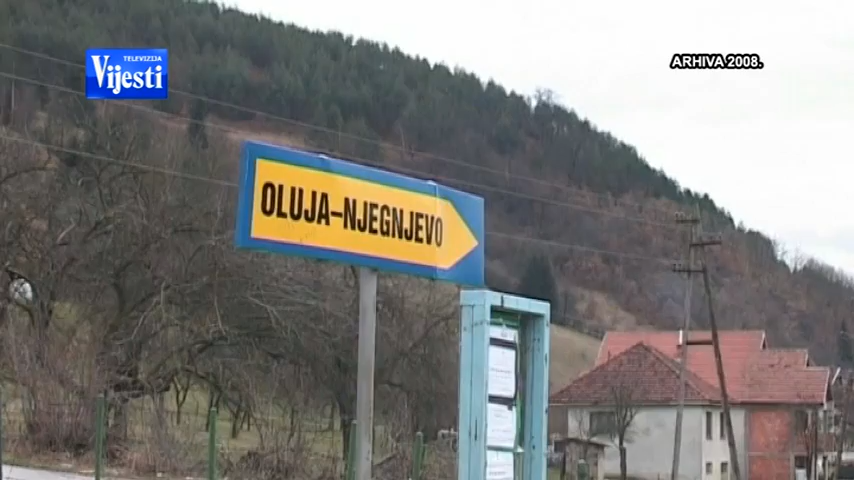 TELEVIZIJA
Vijesti
ARHIVA 2008.
OLUJA-NJEGNJEVO